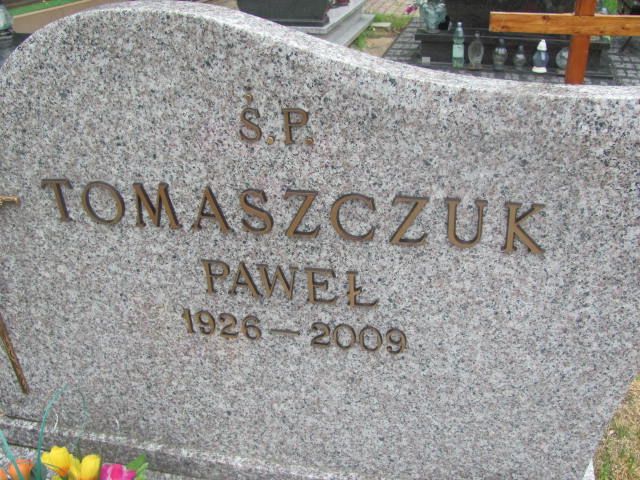 Ś.P.
TOMASZCZUK
PAWEŁ
1926-2009